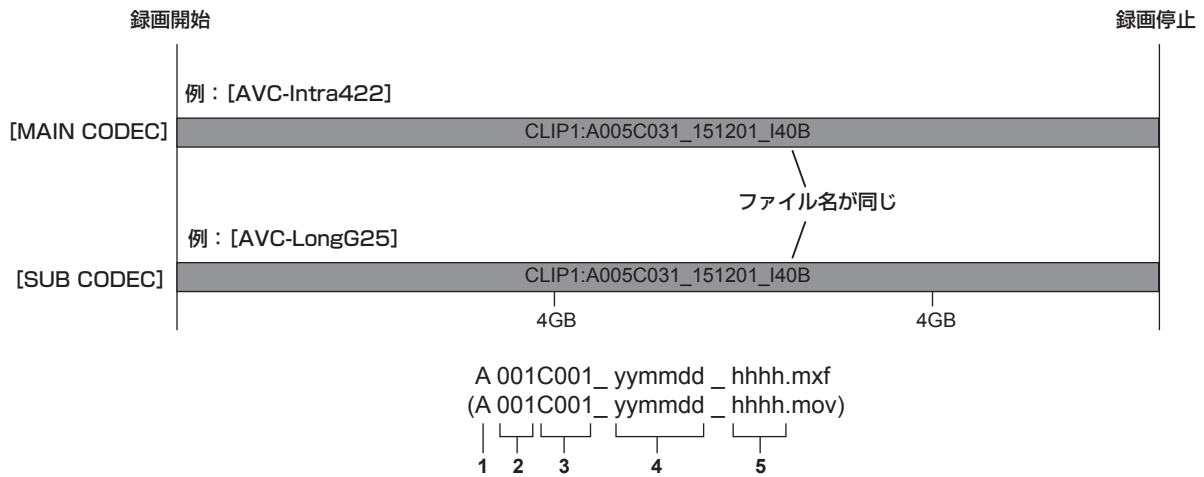 録画開始 録画停止
例：[AVC-Intra422]
[MAIN CODEC] CLIP1:A005C031_151201_I40B
ファイル名が同じ
例：[AVC-LongG25]
[SUB CODEC] CLIP1:A005C031_151201_I40B
4GB 4GB
A 001C001_ yymmdd _ hhhh.mxf
(A 001C001_ yymmdd _ hhhh.mov)
1 2 3 4 5